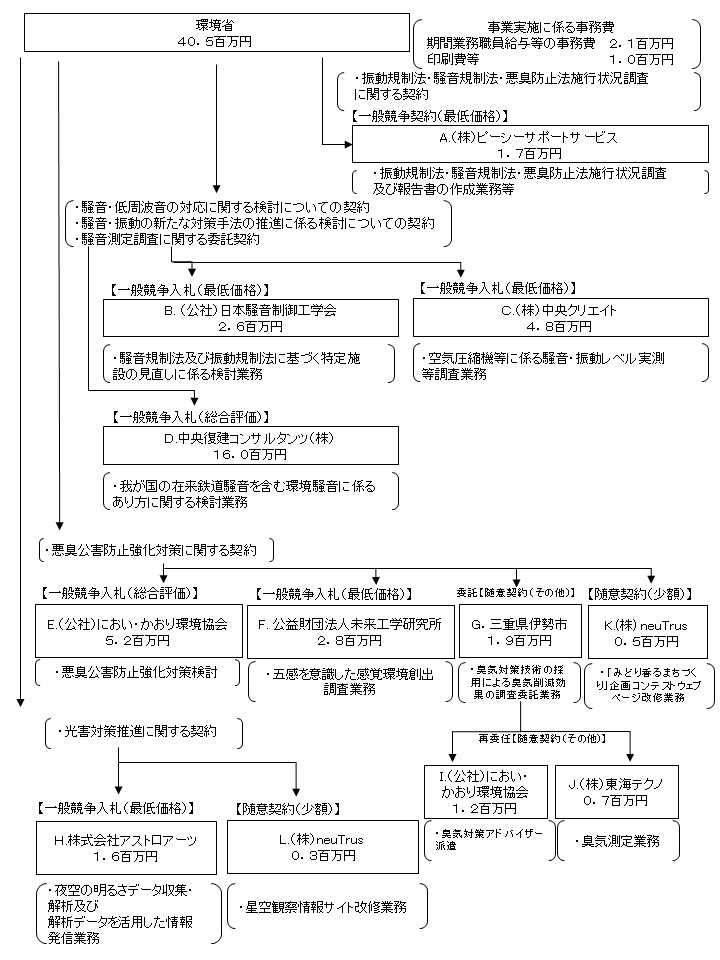 環境省
４０．５百万円
事業実施に係る事務費
期間業務職員給与等の事務費　２．１百万円
印刷費等　１．０百万円
・振動規制法・騒音規制法・悪臭防止法施行状況調査
に関する契約
【一般競争契約(最低価格)】
A.(株)ピーシーサポートサービス
１．７百万円
・振動規制法・騒音規制法・悪臭防止法施行状況調査
及び報告書の作成業務等
・騒音・低周波音の対応に関する検討についての契約
・騒音・振動の新たな対策手法の推進に係る検討についての契約
・騒音測定調査に関する委託契約
【一般競争入札(最低価格)】
B.(公社)日本騒音制御工学会
２．６百万円
・騒音規制法及び振動規制法に基づく特定施
設の見直しに係る検討業務
【一般競争入札(最低価格)】
C.(株)中央クリエイト
４．８百万円
・空気圧縮機等に係る騒音・振動レベル実測
等調査業務
【一般競争入札(総合評価)】
D.中央復建コンサルタンツ(株)
１６．０百万円
・我が国の在来鉄道騒音を含む環境騒音に係る
あり方に関する検討業務
・悪臭公害防止強化対策に関する契約
【一般競争入札(総合評価)】
E.(公社)におい・かおり環境協会
５．２百万円
・悪臭公害防止強化対策検討
【一般競争入札(最低価格)】
F. 公益財団法人未来工学研究所
２．８百万円
・五感を意識した感覚環境創出
調査業務
委託【随意契約(その他)】
G. 三重県伊勢市
１．９百万円
・臭気対策技術の採
用による臭気削減効
果の調査委託業務
【随意契約(少額)】
K.(株) neuTrus
０．５百万円
・「みどり香るまちづく
り」企画コンテストウェブ
ページ改修業務
再委任【随意契約(その他)】
I.(公社)におい・
かおり環境協会
１．２百万円
・臭気対策アドバイザー
派遣
J.(株)東海テクノ
０．７百万円
・臭気測定業務
・光害対策推進に関する契約
【一般競争入札(最低価格)】
H.株式会社アストロアーツ
１．６百万円
・夜空の明るさデータ収集・
解析及び
解析データを活用した情報
発信業務
【随意契約(少額)】
L.(株)neuTrus
０．３百万円
・星空観察情報サイト改修業務